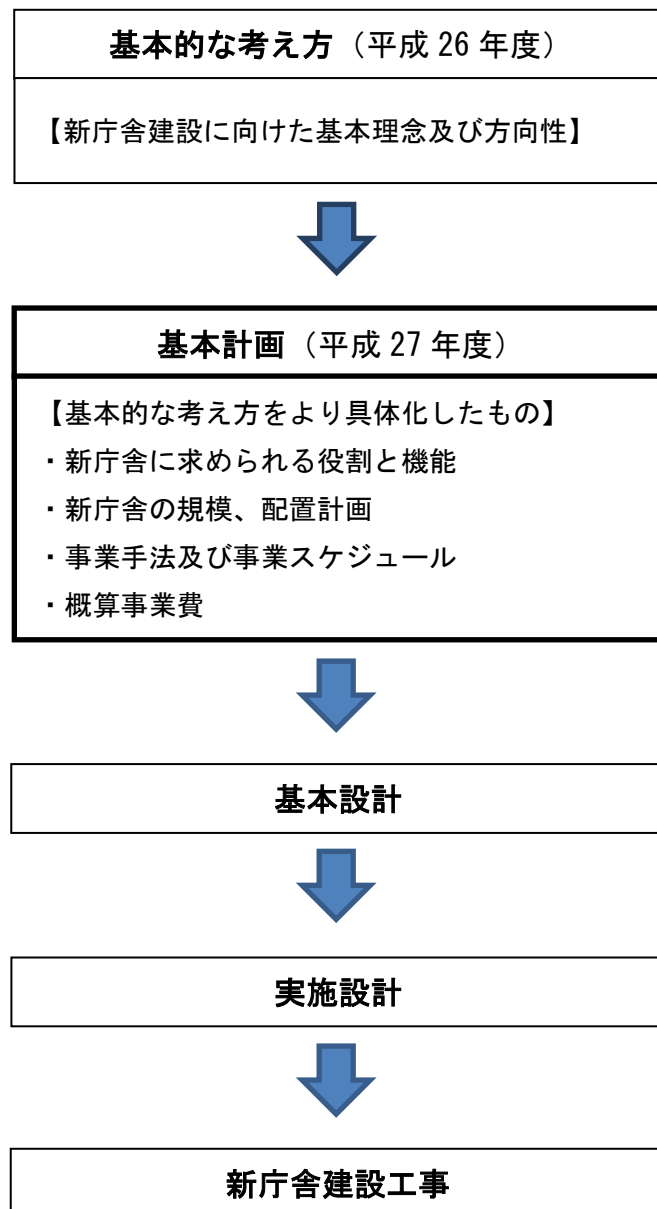 基本的な考え方（平成 26 年度）
【新庁舎建設に向けた基本理念及び方向性】
基本計画（平成 27 年度）
【基本的な考え方をより具体化したもの】
・新庁舎に求められる役割と機能
・新庁舎の規模、配置計画
・事業手法及び事業スケジュール
・概算事業費
基本設計
実施設計
新庁舎建設工事